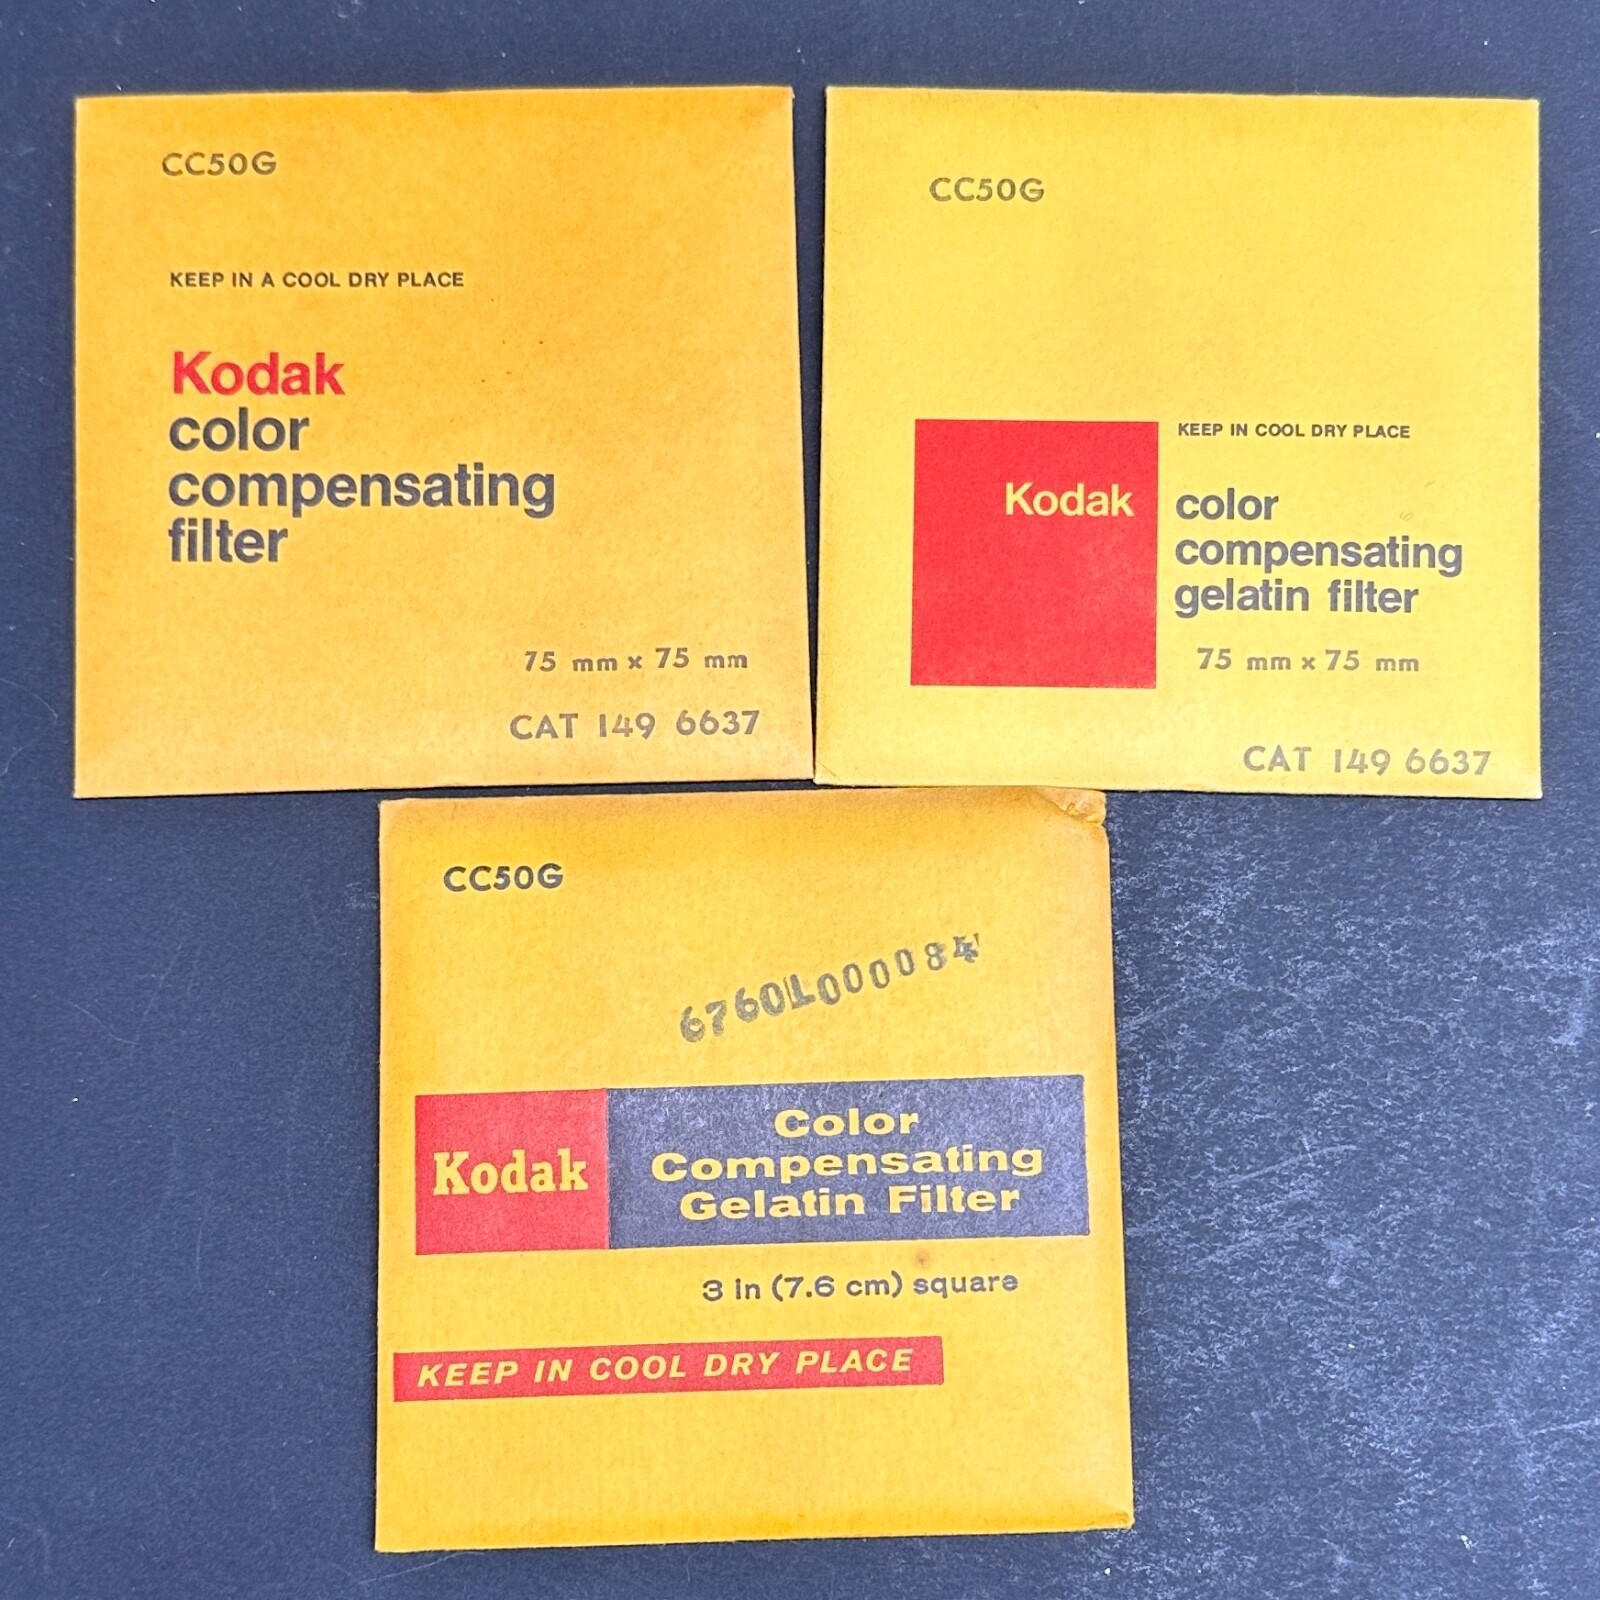 CC50G
KEEP IN A COOL DRY PLACE
Kodak
color
compensating
filter
75 mm x 75 mm
CAT 149 6637
CC50G
KEEP IN COOL DRY PLACE
Kodak
color
compensating
gelatin filter
75 mm x 75 mm
CAT 149 6637
CC50G
6760L000084
Kodak
Color
Compensating
Gelatin Filter
3 in (7.6 cm) square
KEEP IN COOL DRY PLACE